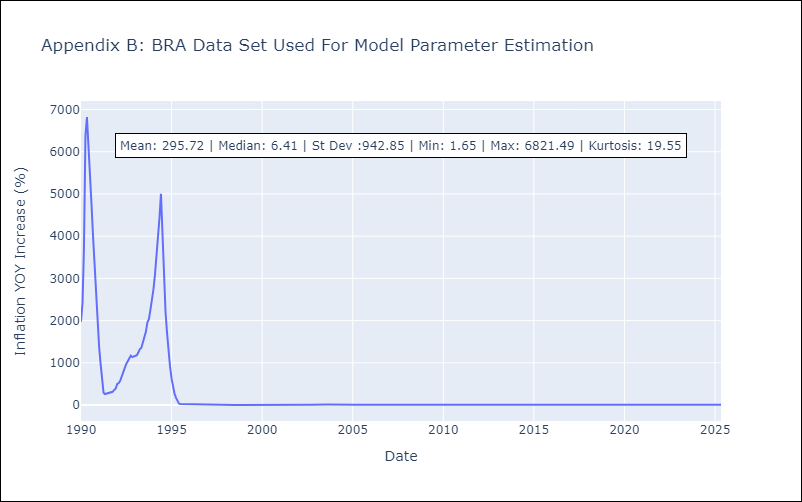 Appendix B: BRA Data Set Used For Model Parameter Estimation
Mean: 295.72 | Median: 6.41 | St Dev :942.85 | Min: 1.65 | Max: 6821.49 | Kurtosis: 19.55
Inflation YOY Increase (%)
7000
6000
5000
4000
3000
2000
1000
0
1990 1995 2000 2005 2010 2015 2020 2025
Date